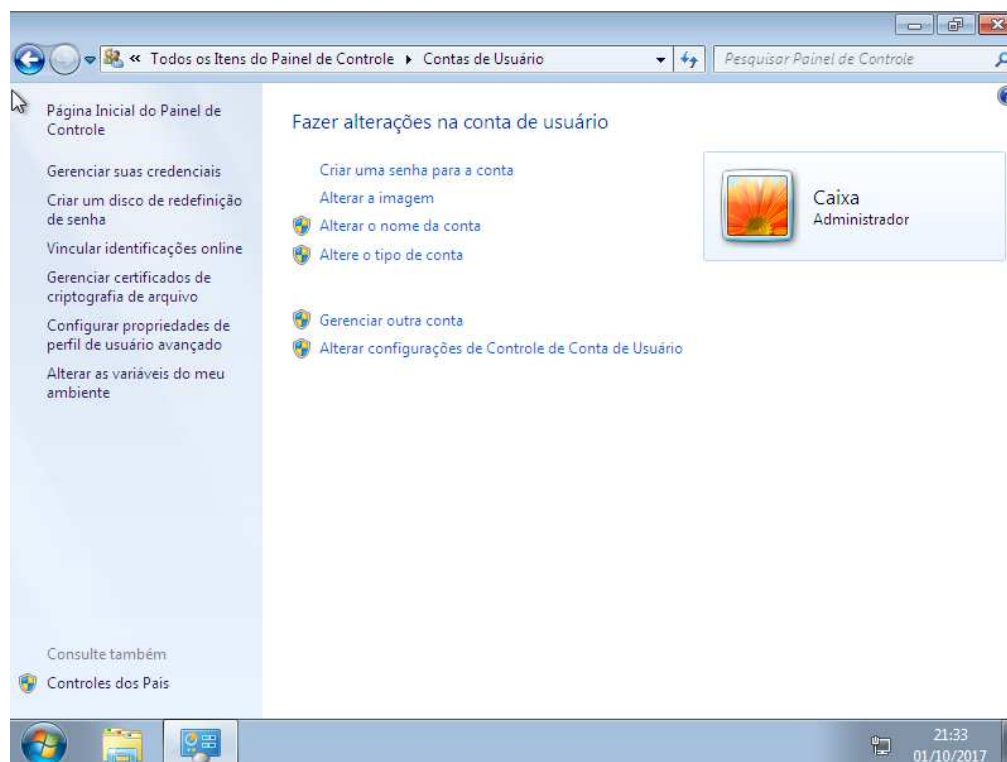 « Todos os Itens do Painel de Controle ▸ Contas de Usuário
Pesquisar Painel de Controle
Página Inicial do Painel de
Controle
Gerenciar suas credenciais
Criar um disco de redefinição
de senha
Vincular identificações online
Gerenciar certificados de
criptografia de arquivo
Configurar propriedades de
perfil de usuário avançado
Alterar as variáveis do meu
ambiente
Consulte também
Controles dos Pais
Fazer alterações na conta de usuário
Criar uma senha para a conta
Alterar a imagem
Alterar o nome da conta
Altere o tipo de conta
Gerenciar outra conta
Alterar configurações de Controle de Conta de Usuário
Caixa
Administrador
21:33
01/10/2017